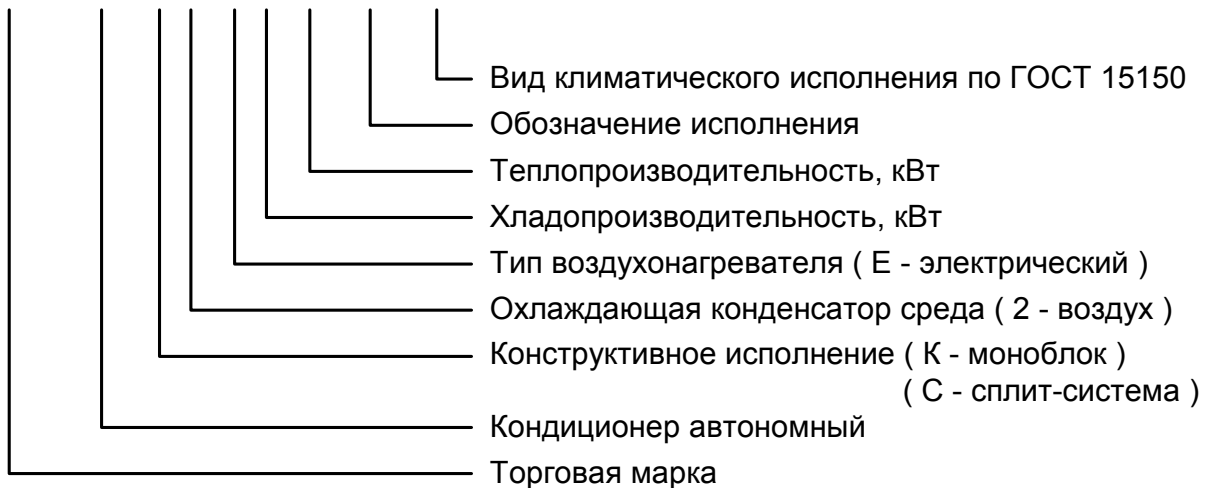 Вид климатического исполнения по ГОСТ 15150
Обозначение исполнения
Теплопроизводительность, кВт
Хладопроизводительность, кВт
Тип воздухонагревателя ( Е - электрический )
Охлаждающая конденсатор среда ( 2 - воздух )
Конструктивное исполнение ( К - моноблок )
( С - сплит-система )
Кондиционер автономный
Торговая марка